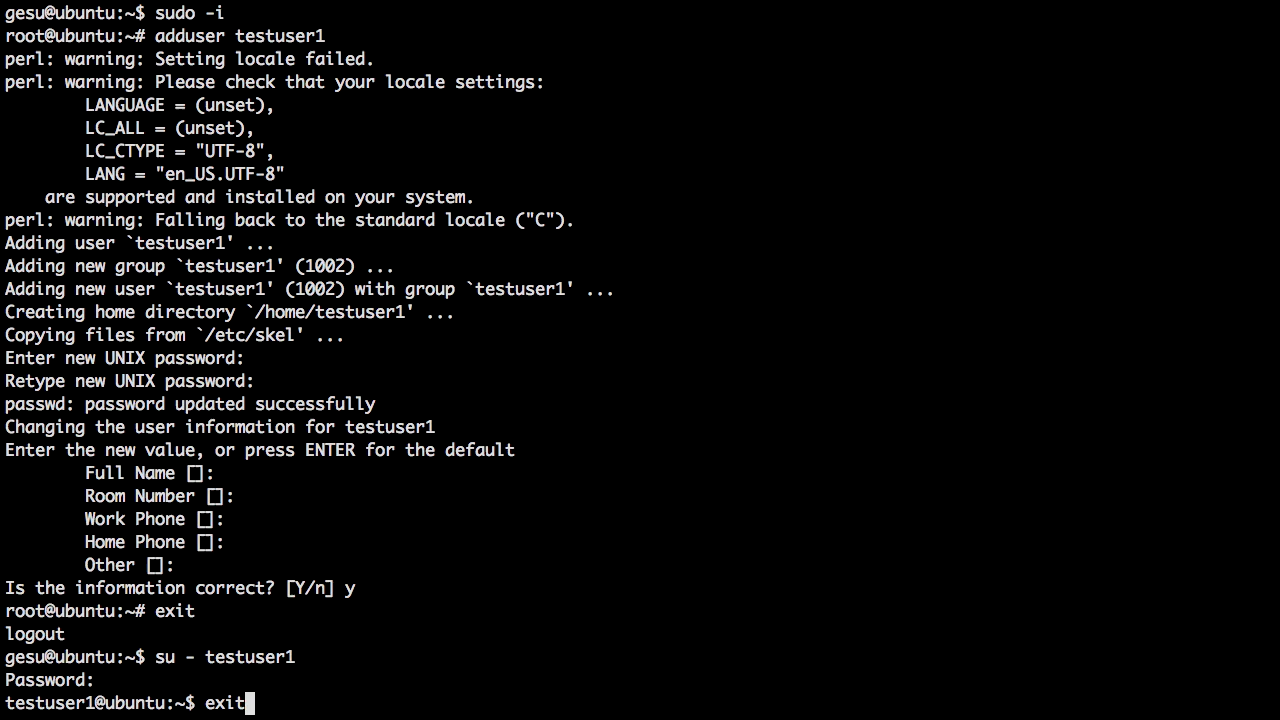 gesu@ubuntu:~$ sudo -i
root@ubuntu:~# adduser testuser1
perl: warning: Setting locale failed.
perl: warning: Please check that your locale settings:
        LANGUAGE = (unset),
        LC_ALL = (unset),
        LC_CTYPE = "UTF-8",
        LANG = "en_US.UTF-8"
    are supported and installed on your system.
perl: warning: Falling back to the standard locale ("C").
Adding user `testuser1' ...
Adding new group `testuser1' (1002) ...
Adding new user `testuser1' (1002) with group `testuser1' ...
Creating home directory `/home/testuser1' ...
Copying files from `/etc/skel' ...
Enter new UNIX password:
Retype new UNIX password:
passwd: password updated successfully
Changing the user information for testuser1
Enter the new value, or press ENTER for the default
        Full Name []:
        Room Number []:
        Work Phone []:
        Home Phone []:
        Other []:
Is the information correct? [Y/n] y
root@ubuntu:~# exit
logout
gesu@ubuntu:~$ su - testuser1
Password:
testuser1@ubuntu:~$ exit